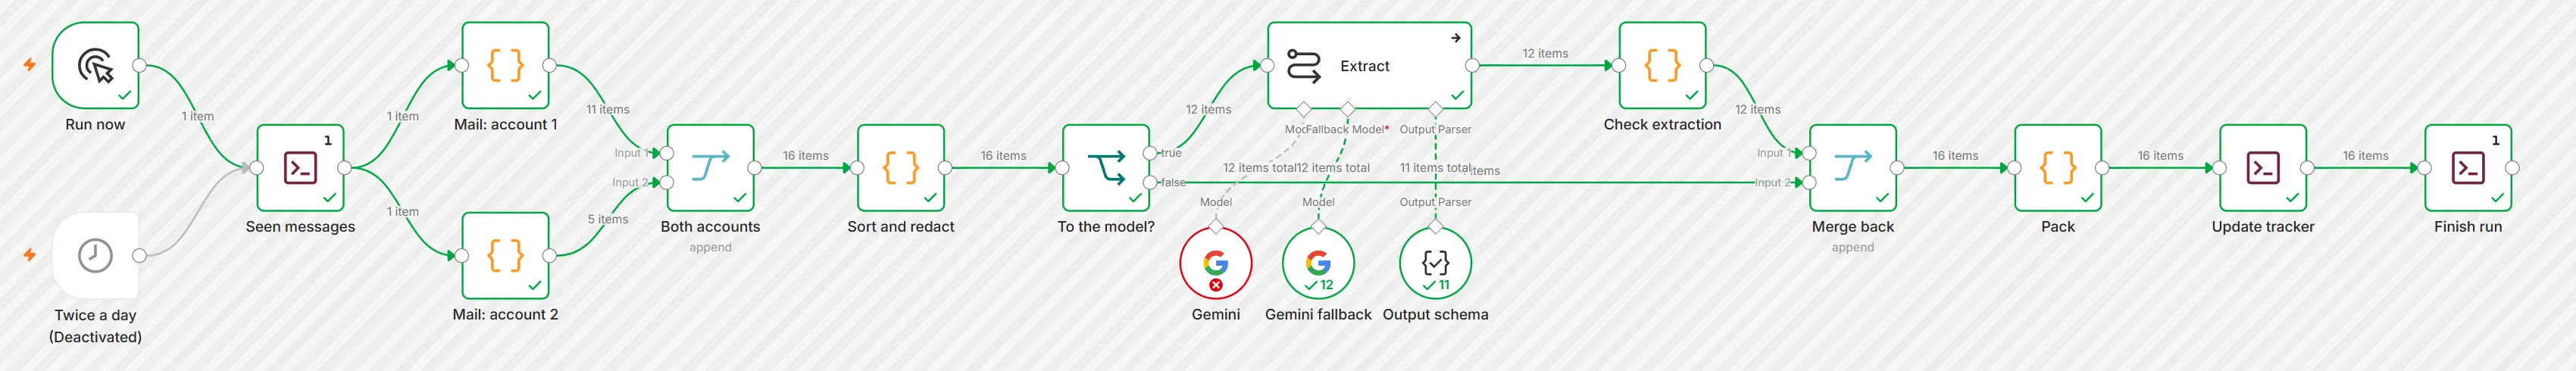 Run now
1 item
Twice a day
(Deactivated)
1
Seen messages
1 item
1 item
Mail: account 1
Mail: account 2
11 items
5 items
Input 1
Input 2
Both accounts
append
16 items
Sort and redact
16 items
To the model?
true
false
12 items
Extract
Fallback Model*
Output Parser
12 items total
12 items total
11 items total
items
Model
Model
Output Parser
Gemini
12
Gemini fallback
11
Output schema
12 items
Check extraction
12 items
Input 1
Input 2
Merge back
append
16 items
Pack
16 items
Update tracker
16 items
1
Finish run